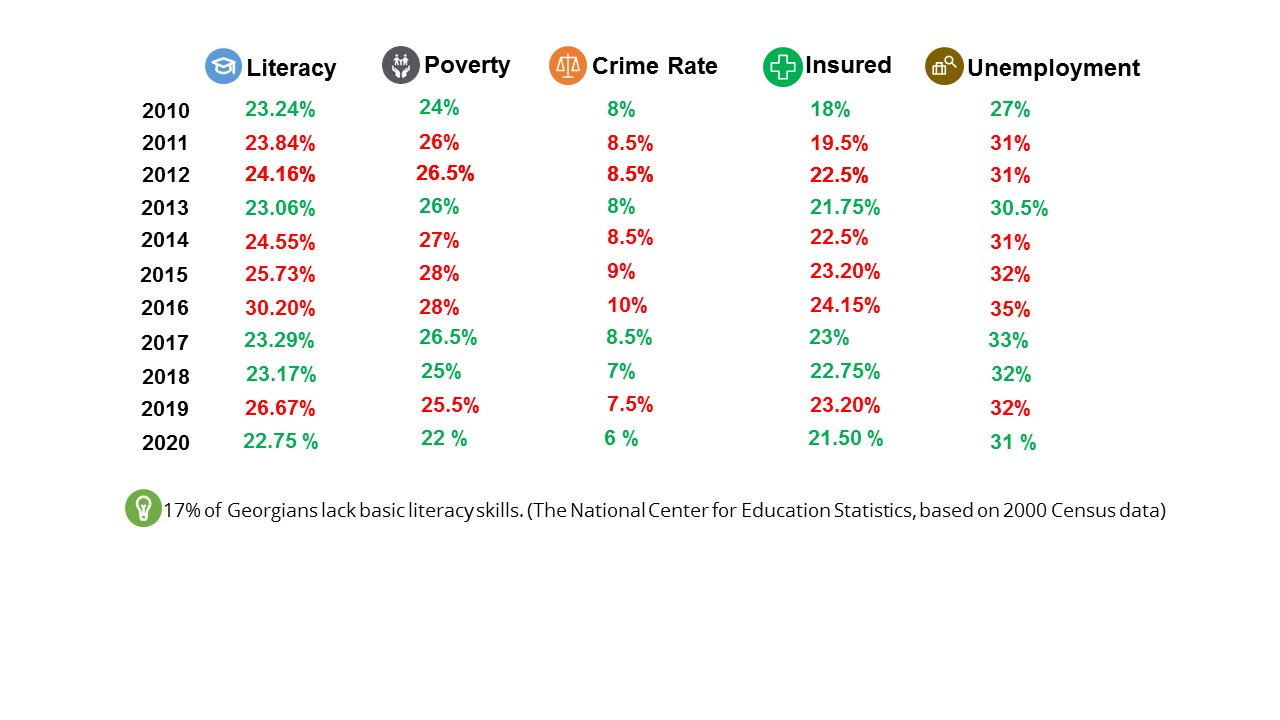 Literacy Poverty Crime Rate Insured Unemployment
2010 23.24% 24% 8% 18% 27%
2011 23.84% 26% 8.5% 19.5% 31%
2012 24.16% 26.5% 8.5% 22.5% 31%
2013 23.06% 26% 8% 21.75% 30.5%
2014 24.55% 27% 8.5% 22.5% 31%
2015 25.73% 28% 9% 23.20% 32%
2016 30.20% 28% 10% 24.15% 35%
2017 23.29% 26.5% 8.5% 23% 33%
2018 23.17% 25% 7% 22.75% 32%
2019 26.67% 25.5% 7.5% 23.20% 32%
2020 22.75 % 22 % 6 % 21.50 % 31 %
17% of Georgians lack basic literacy skills. (The National Center for Education Statistics, based on 2000 Census data)